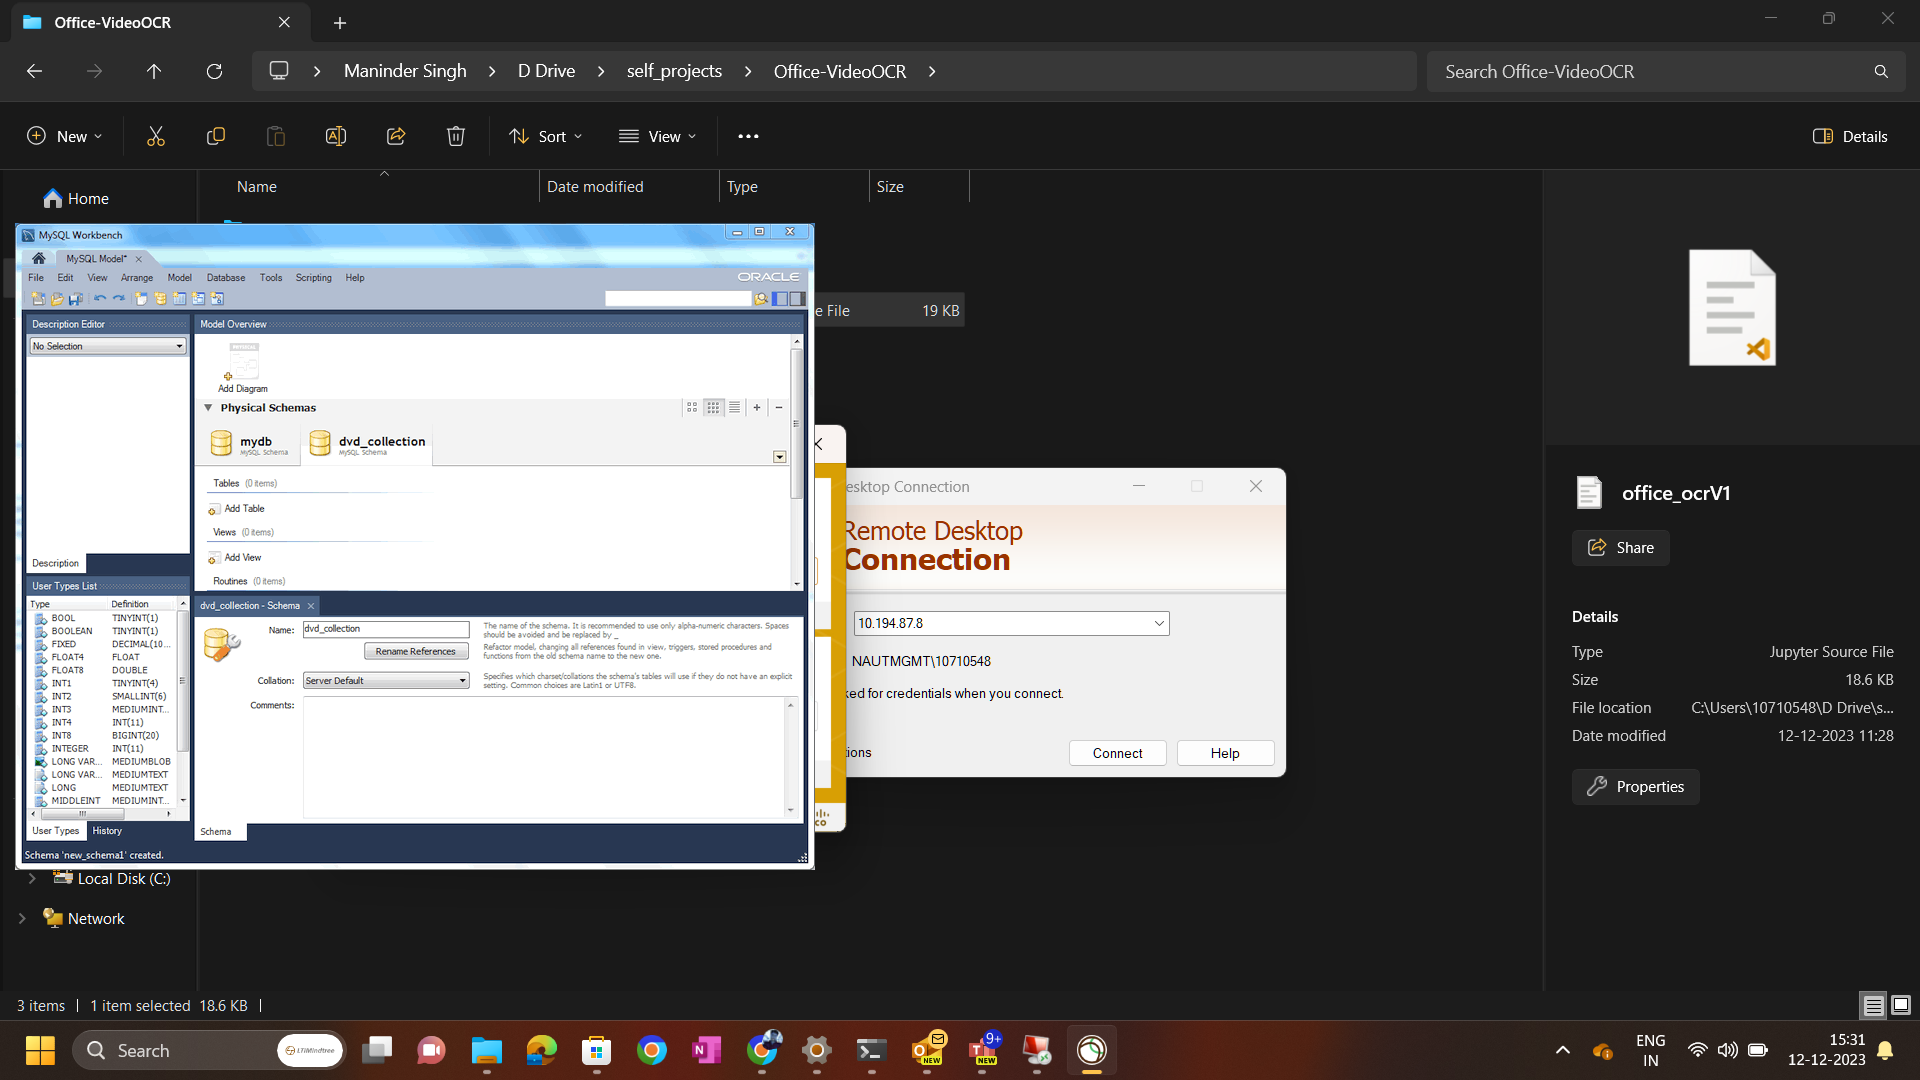 Office-VideoOCR
Maninder Singh
D Drive
self_projects
Office-VideoOCR
Search Office-VideoOCR
New
Sort
View
Details
Home
Name
Date modified
Type
Size
e File
19 KB
MySQL Workbench
MySQL Model*
File Edit View Arrange Model Database Tools Scripting Help
ORACLE
Description Editor
No Selection
Description
Model Overview
Add Diagram
Physical Schemas
mydb
MySQL Schema
dvd_collection
MySQL Schema
Tables (0 items)
Add Table
Views (0 items)
Add View
Routines (0 items)
User Types List
Type Definition
BOOL TINYINT(1)
BOOLEAN TINYINT(1)
FIXED DECIMAL(10...
FLOAT4 FLOAT
FLOAT8 DOUBLE
INT1 TINYINT(4)
INT2 SMALLINT(6)
INT3 MEDIUMINT...
INT4 INT(11)
INT8 BIGINT(20)
INTEGER INT(11)
LONG VAR... MEDIUMBLOB
LONG VAR... MEDIUMTEXT
LONG MEDIUMTEXT
MIDDLEINT MEDIUMINT...
User Types History
dvd_collection - Schema
Name: dvd_collection
The name of the schema. It is recommended to use only alpha-numeric characters. Spaces
should be avoided and be replaced by _
Rename References
Refactor model, changing all references found in view, triggers, stored procedures and
functions from the old schema name to the new one.
Collation: Server Default
Specifies which charset/collations the schema's tables will use if they do not have an explicit
setting. Common choices are Latin1 or UTF8.
Comments:
Schema
Schema 'new_schema1' created.
esktop Connection
Remote Desktop
Connection
10.194.87.8
NAUTMGMT\10710548
ked for credentials when you connect.
tions
Connect
Help
co
office_ocrV1
Share
Details
Type Jupyter Source File
Size 18.6 KB
File location C:\Users\10710548\D Drive\s...
Date modified 12-12-2023 11:28
Properties
Local Disk (C:)
Network
3 items
1 item selected 18.6 KB
Search
LTIMindtree
NEW
9+
NEW
ENG
IN
15:31
12-12-2023